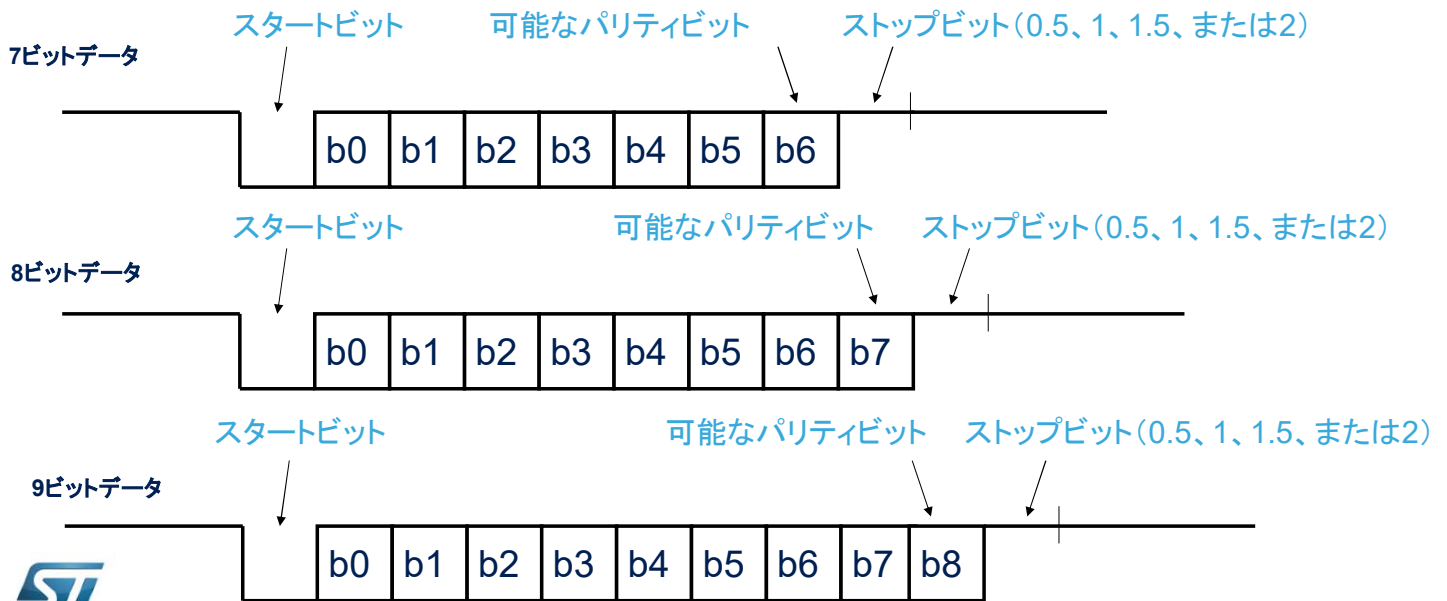 スタートビット 可能なパリティビット ストップビット（0.5、1、1.5、または2）
7ビットデータ
b0 b1 b2 b3 b4 b5 b6
スタートビット 可能なパリティビット ストップビット（0.5、1、1.5、または2）
8ビットデータ
b0 b1 b2 b3 b4 b5 b6 b7
スタートビット 可能なパリティビット ストップビット（0.5、1、1.5、または2）
9ビットデータ
b0 b1 b2 b3 b4 b5 b6 b7 b8
ST